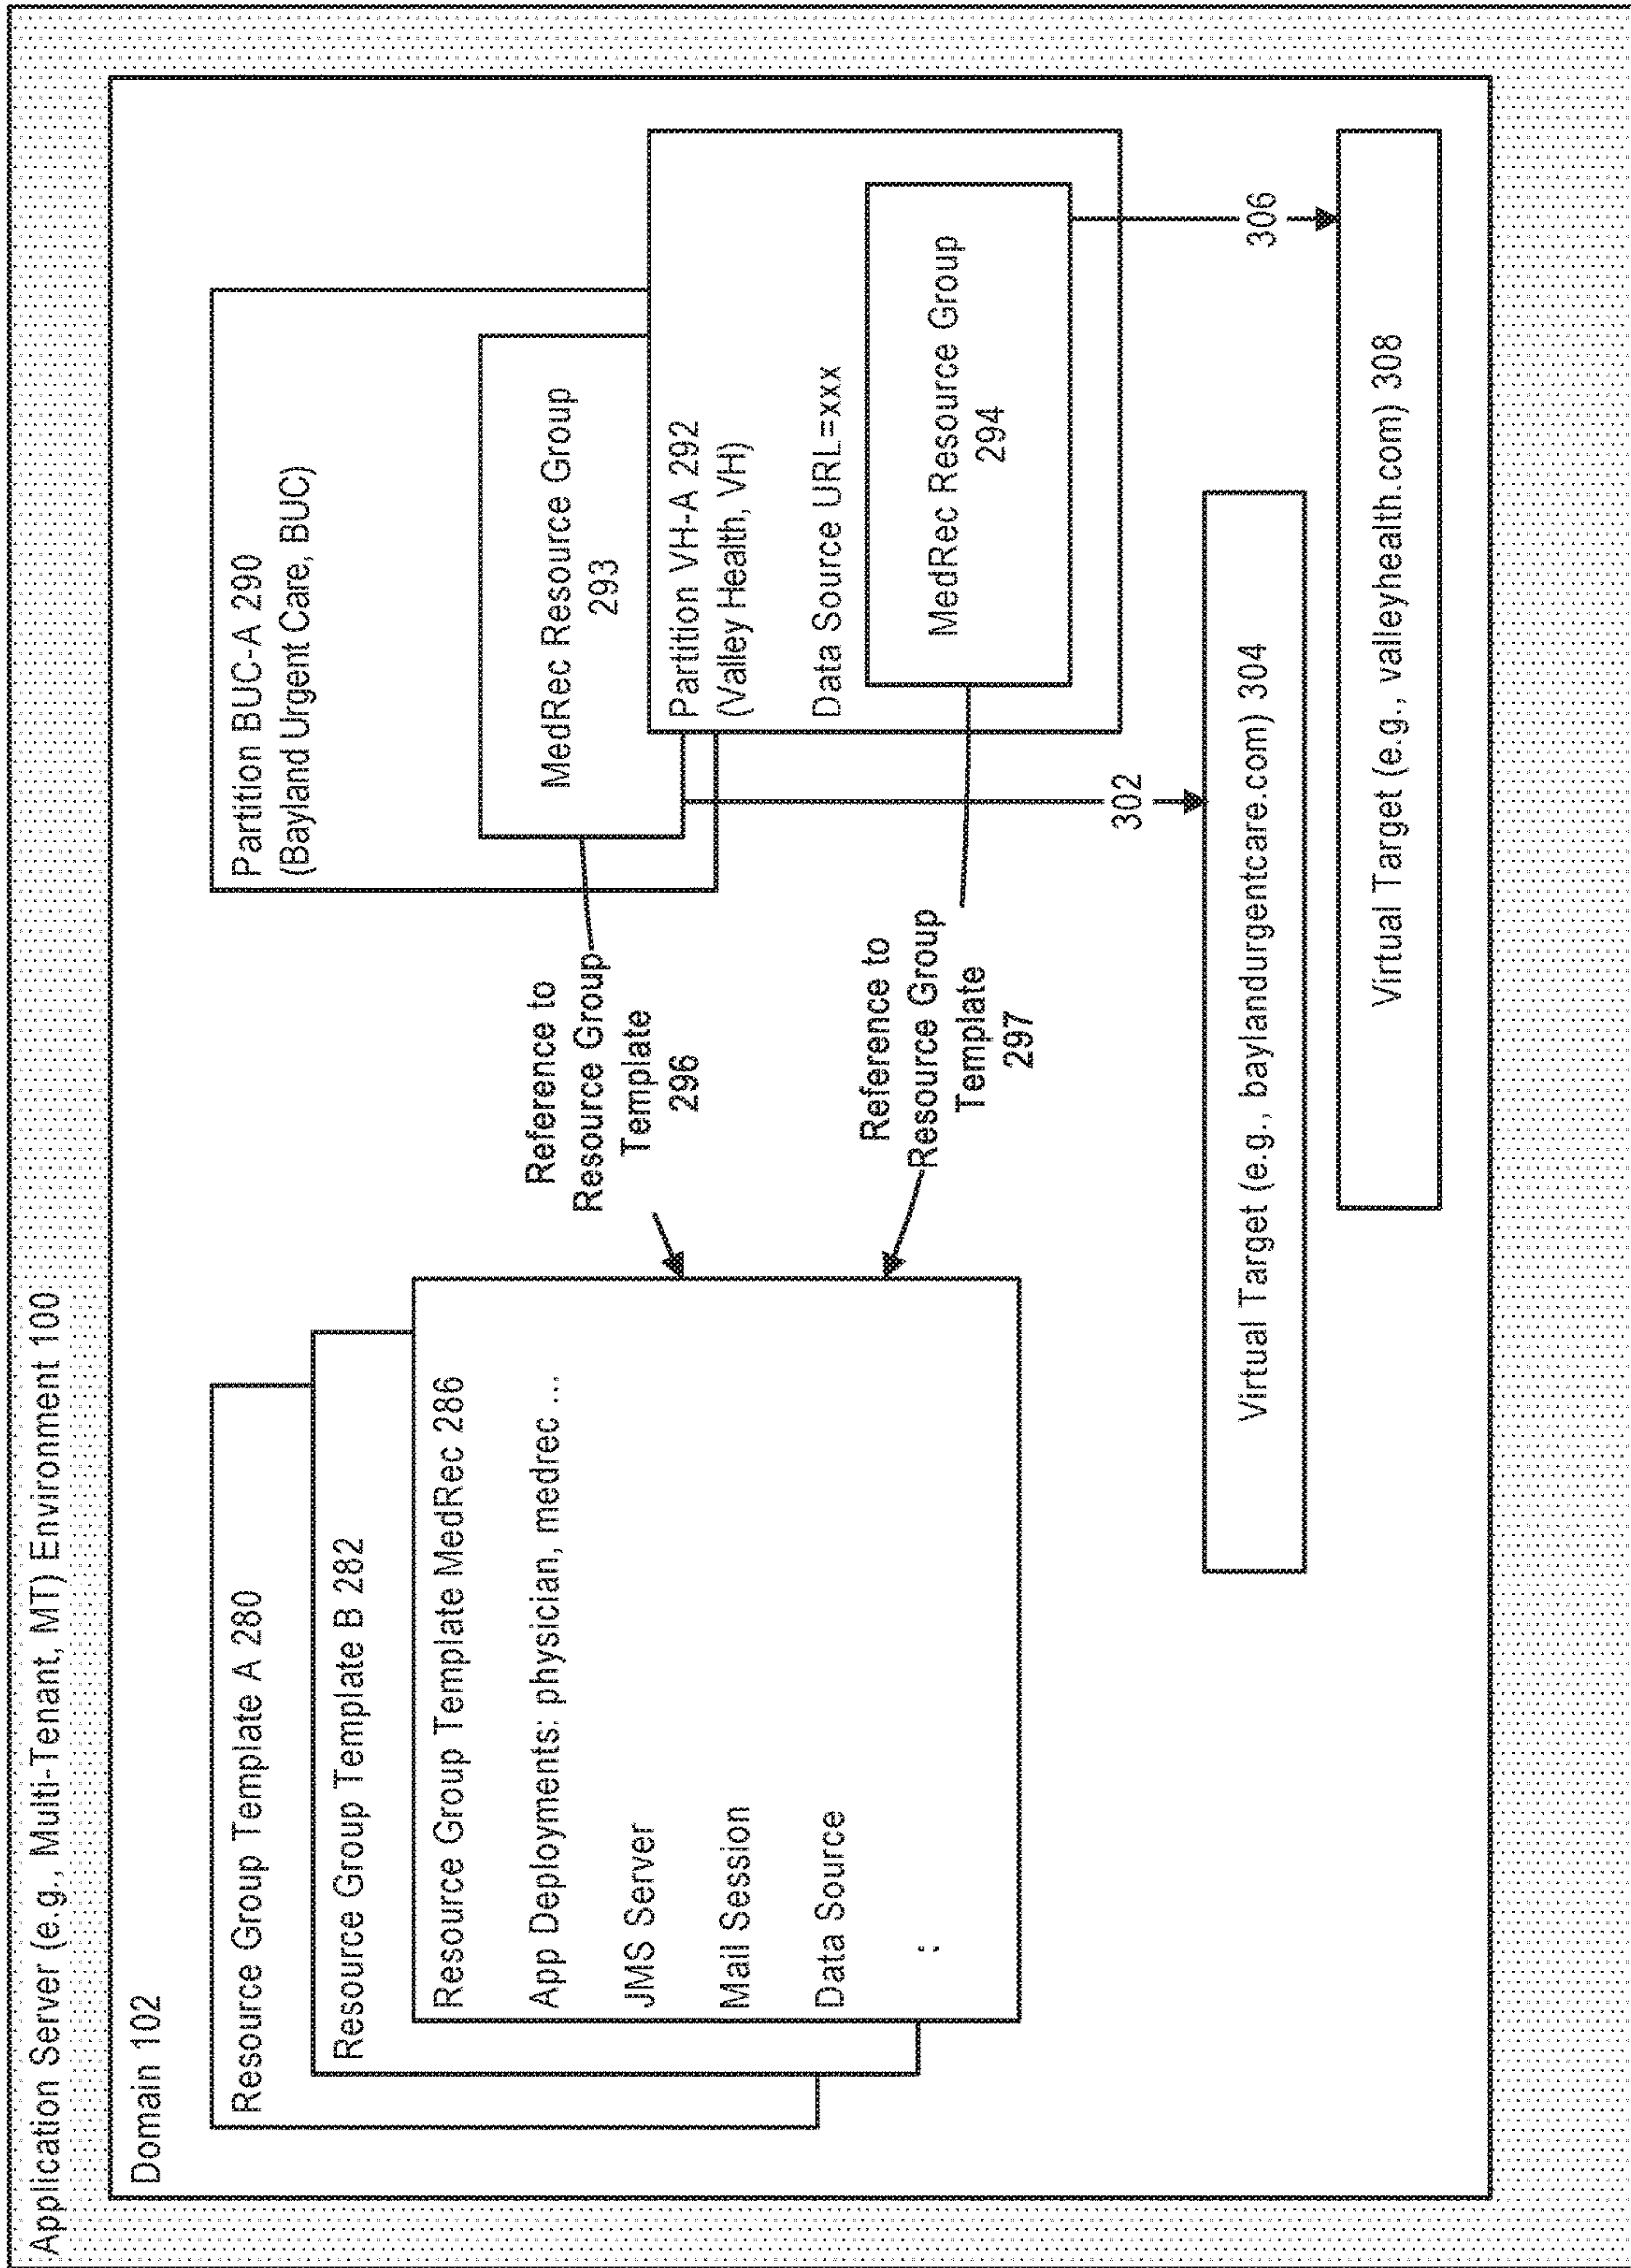 Application Server (e.g., Multi-Tenant, MT) Environment 100
Domain 102
Resource Group Template A 280
Resource Group Template B 282
Resource Group Template MedRec 286
App Deployments: physician, medrec ...
JMS Server
Mail Session
Data Source
:
Reference to
Resource Group
Template
296
Reference to
Resource Group
Template
297
Partition BUC-A 290
(Bayland Urgent Care, BUC)
MedRec Resource Group
293
Partition VH-A 292
(Valley Health, VH)
Data Source URL=xxx
MedRec Resource Group
294
302
306
Virtual Target (e.g., baylandurgentcare.com) 304
Virtual Target (e.g., valleyhealth.com) 308